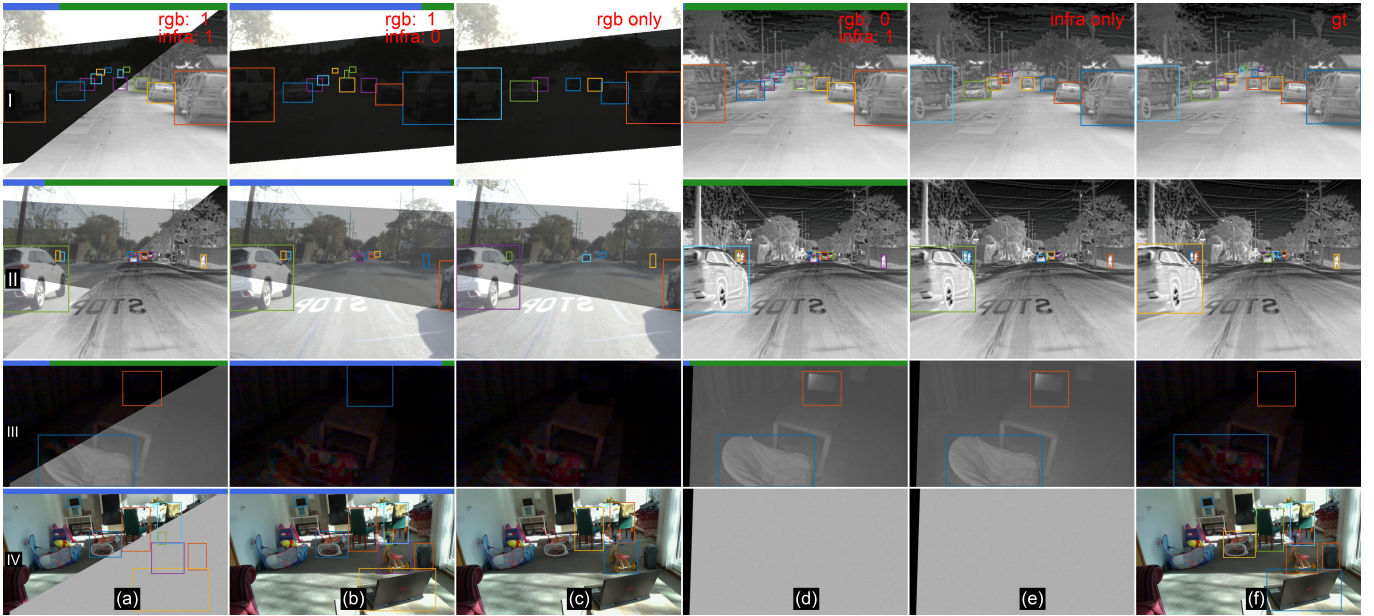 rgb: 1
infra: 1
rgb: 1
infra: 0
rgb only
rgb: 0
infra: 1
infra only
gt
I
II
STOP
STOP
STOP
STOP
STOP
STOP
III
IV
(a)
(b)
(c)
(d)
(e)
(f)